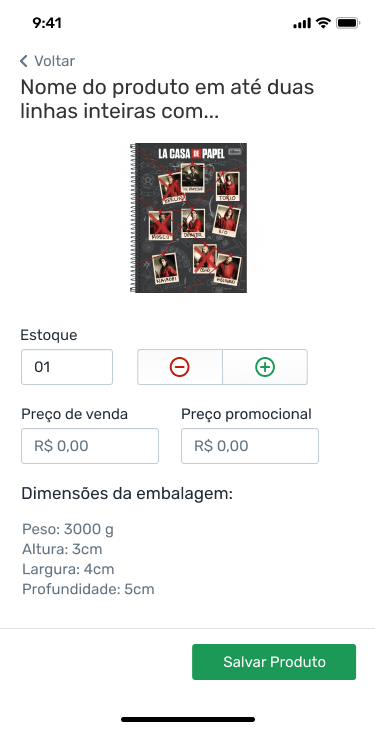 9:41
Voltar
Nome do produto em até duas
linhas inteiras com...
LA CASA DE PAPEL
BERLIN
TOKIO
MOSCÚ
DENVER
RIO
NAIROBI
OSLO
HELSINKI
Estoque
01
Preço de venda
Preço promocional
R$ 0,00
R$ 0,00
Dimensões da embalagem:
Peso: 3000 g
Altura: 3cm
Largura: 4cm
Profundidade: 5cm
Salvar Produto